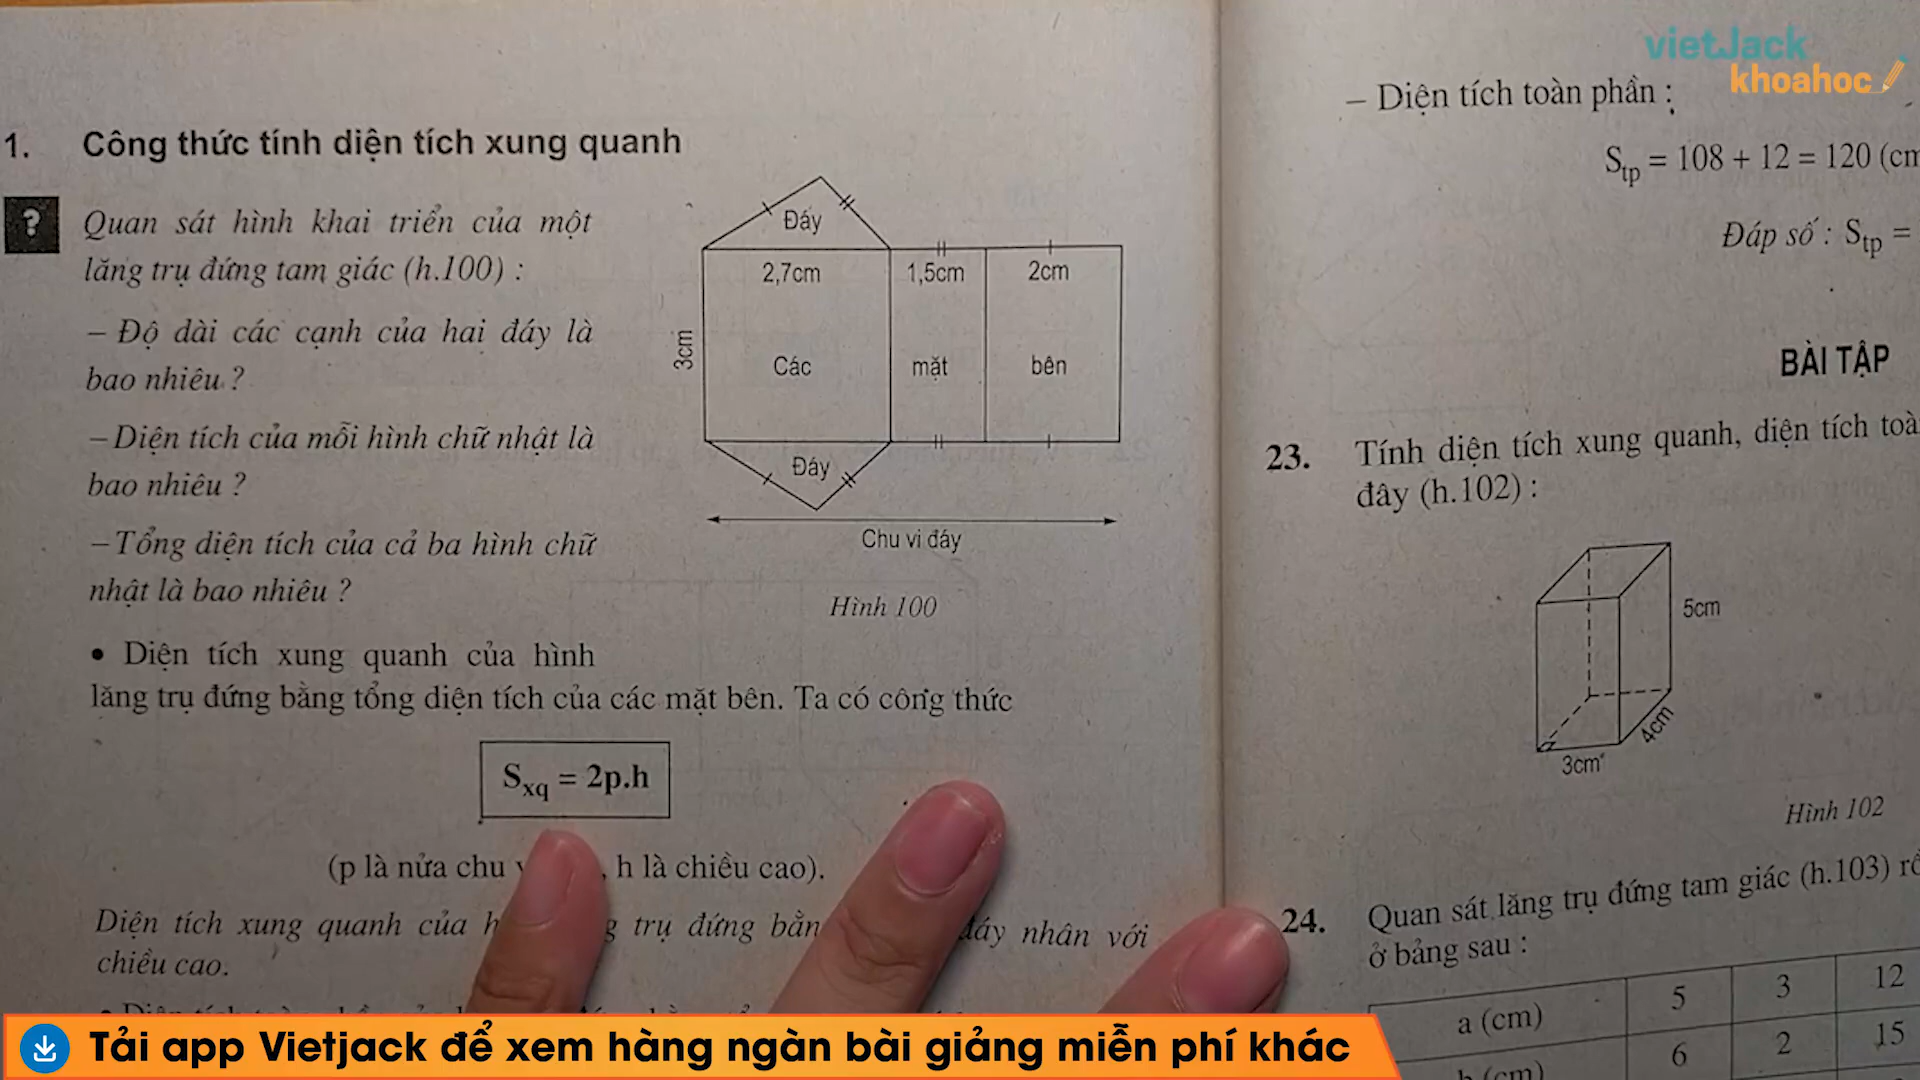 1. Công thức tính diện tích xung quanh
? Quan sát hình khai triển của một
lăng trụ đứng tam giác (h.100) :
– Độ dài các cạnh của hai đáy là
bao nhiêu ?
– Diện tích của mỗi hình chữ nhật là
bao nhiêu ?
– Tổng diện tích của cả ba hình chữ
nhật là bao nhiêu ?
Đáy
2,7cm 1,5cm 2cm
3cm
Các mặt bên
Đáy
Chu vi đáy
Hình 100
• Diện tích xung quanh của hình
lăng trụ đứng bằng tổng diện tích của các mặt bên. Ta có công thức
Sxq = 2p.h
(p là nửa chu , h là chiều cao).
Diện tích xung quanh của trụ đứng đáy nhân với
chiều cao.
vietJack
khoahoc
– Diện tích toàn phần :
Stp = 108 + 12 = 120 (cm
Đáp số : Stp =
BÀI TẬP
23. Tính diện tích xung quanh, diện tích
đây (h.102) :
5cm
4cm
3cm
Hình 102
24. Quan sát lăng trụ đứng tam giác (h.103)
ở bảng sau :
a (cm) 5 3 12
b (cm) 6 2 15
Tải app Vietjack để xem hàng ngàn bài giảng miễn phí khác